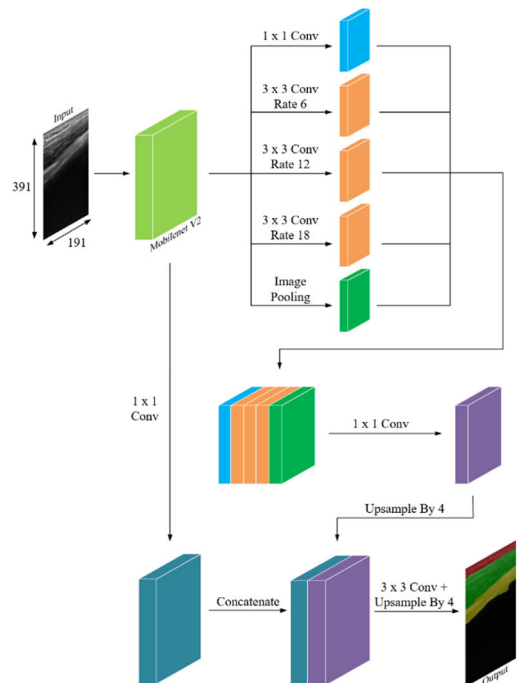 1 x 1 Conv
3 x 3 Conv
Rate 6
3 x 3 Conv
Rate 12
3 x 3 Conv
Rate 18
Image
Pooling
Input
391
191
Mobilenet V2
1 x 1
Conv
1 x 1 Conv
Upsample By 4
Concatenate
3 x 3 Conv +
Upsample By 4
Output